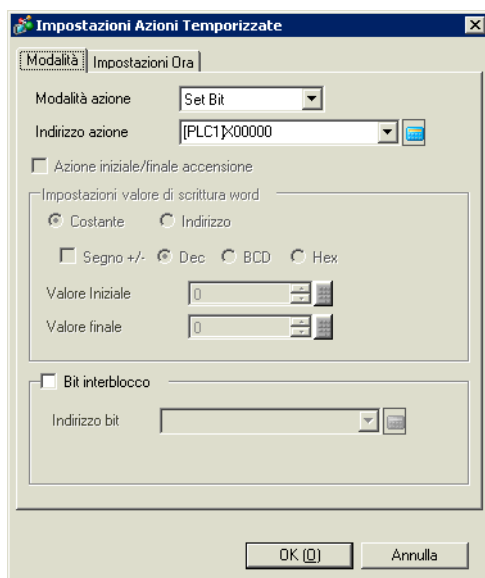 Impostazioni Azioni Temporizzate
Modalità Impostazioni Ora
Modalità azione Set Bit
Indirizzo azione [PLC1]X00000
Azione iniziale/finale accensione
Impostazioni valore di scrittura word
Costante Indirizzo
Segno +/- Dec BCD Hex
Valore Iniziale 0
Valore finale 0
Bit interblocco
Indirizzo bit
OK (O) Annulla